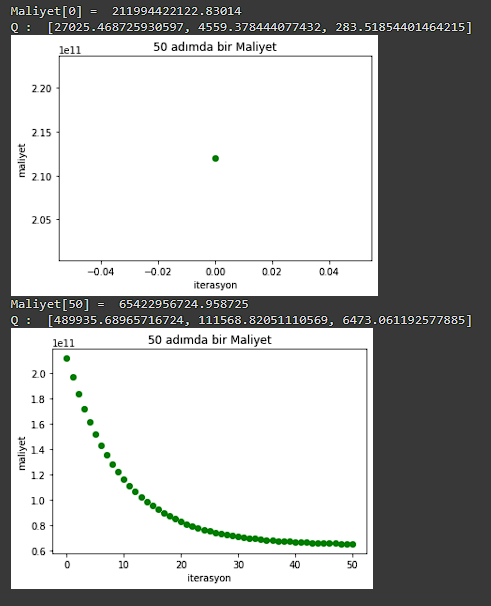 Maliyet[0] =  211994422122.83014
Q :  [27025.468725930597, 4559.378444077432, 283.51854401464215]
50 adımda bir Maliyet
1e11
2.20
2.15
2.10
2.05
maliyet
−0.04 −0.02 0.00 0.02 0.04
iterasyon
Maliyet[50] =  65422956724.958725
Q :  [489935.68965716724, 111568.82051110569, 6473.061192577885]
50 adımda bir Maliyet
1e11
2.0
1.8
1.6
1.4
1.2
1.0
0.8
0.6
maliyet
0 10 20 30 40 50
iterasyon